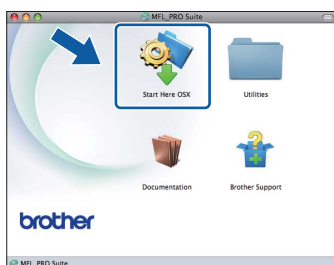 MFL_PRO Suite
Start Here OSX
Utilities
Documentation
Brother Support
brother
MFL_PRO Suite